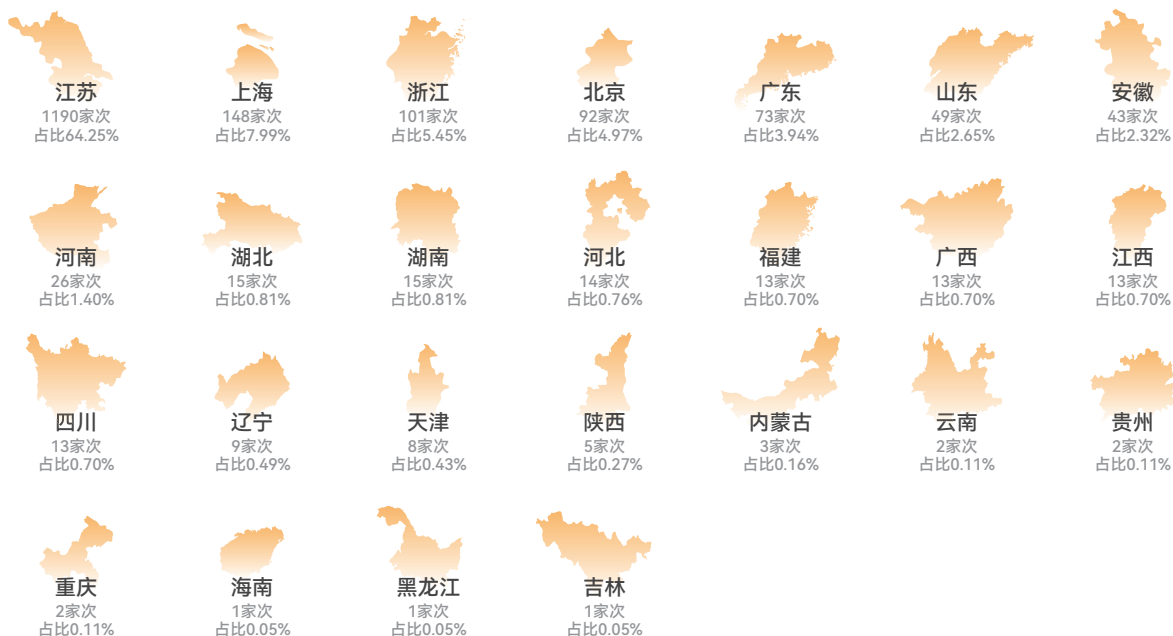 江苏
1190家次
占比64.25%
上海
148家次
占比7.99%
浙江
101家次
占比5.45%
北京
92家次
占比4.97%
广东
73家次
占比3.94%
山东
49家次
占比2.65%
安徽
43家次
占比2.32%
河南
26家次
占比1.40%
湖北
15家次
占比0.81%
湖南
15家次
占比0.81%
河北
14家次
占比0.76%
福建
13家次
占比0.70%
广西
13家次
占比0.70%
江西
13家次
占比0.70%
四川
13家次
占比0.70%
辽宁
9家次
占比0.49%
天津
8家次
占比0.43%
陕西
5家次
占比0.27%
内蒙古
3家次
占比0.16%
云南
2家次
占比0.11%
贵州
2家次
占比0.11%
重庆
2家次
占比0.11%
海南
1家次
占比0.05%
黑龙江
1家次
占比0.05%
吉林
1家次
占比0.05%